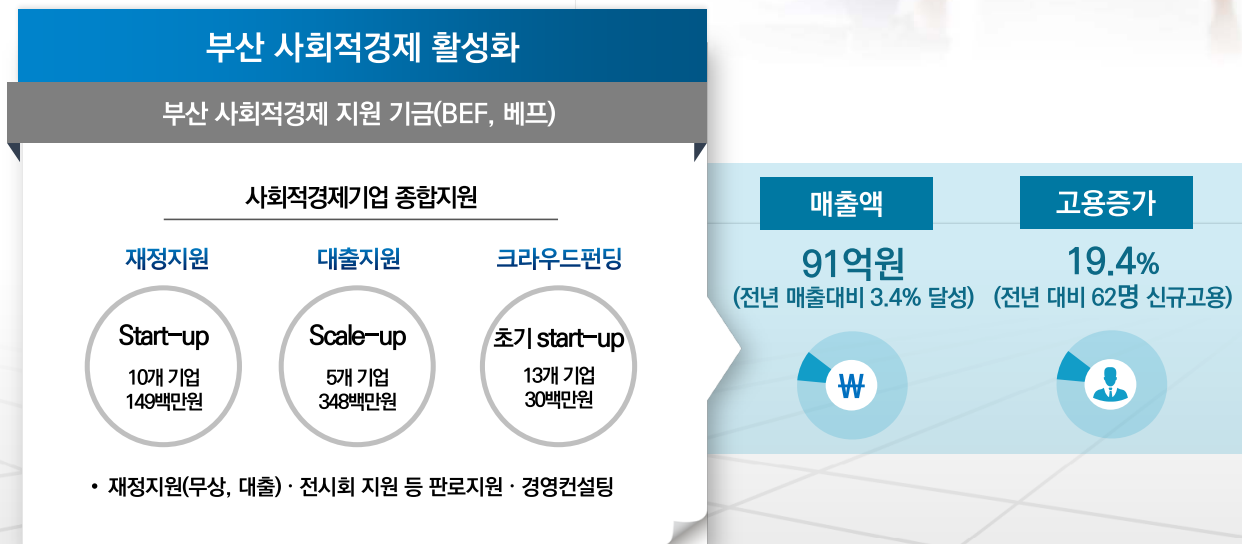 부산 사회적경제 활성화
부산 사회적경제 지원 기금(BEF, 베프)
사회적경제기업 종합지원
재정지원
Start-up
10개 기업
149백만원
대출지원
Scale-up
5개 기업
348백만원
크라우드펀딩
초기 start-up
13개 기업
30백만원
• 재정지원(무상, 대출) · 전시회 지원 등 판로지원 · 경영컨설팅
매출액
91억원
(전년 매출대비 3.4% 달성)
고용증가
19.4%
(전년 대비 62명 신규고용)